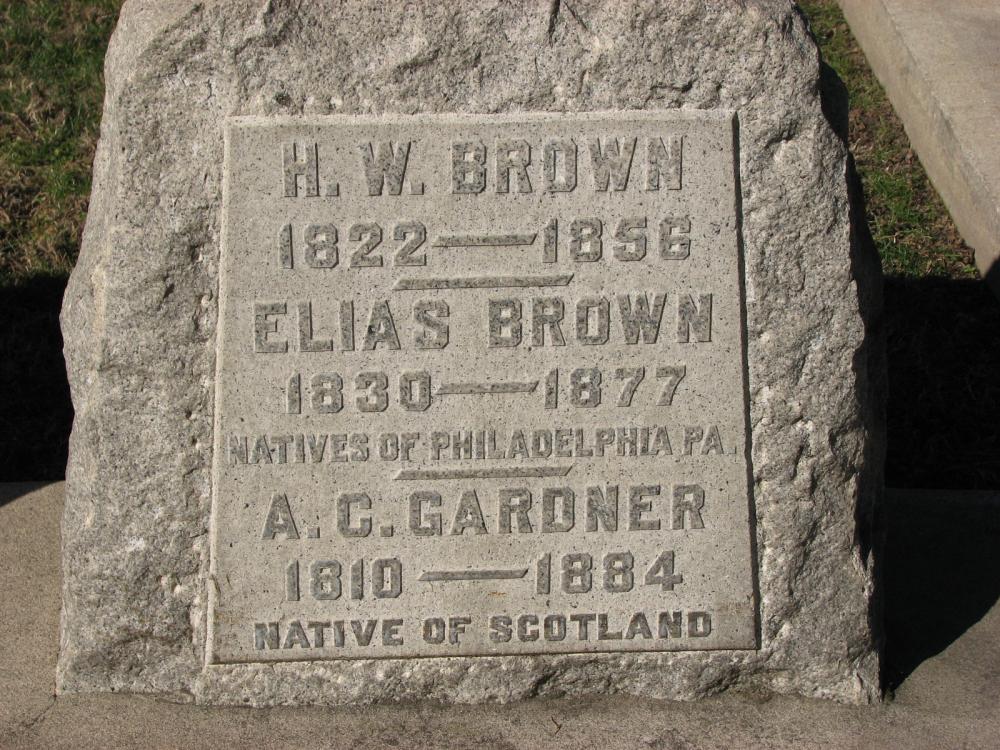 H. W. BROWN
1822 — 1856
ELIAS BROWN
1830 — 1877
NATIVES OF PHILADELPHIA PA.
A. C. GARDNER
1810 — 1884
NATIVE OF SCOTLAND